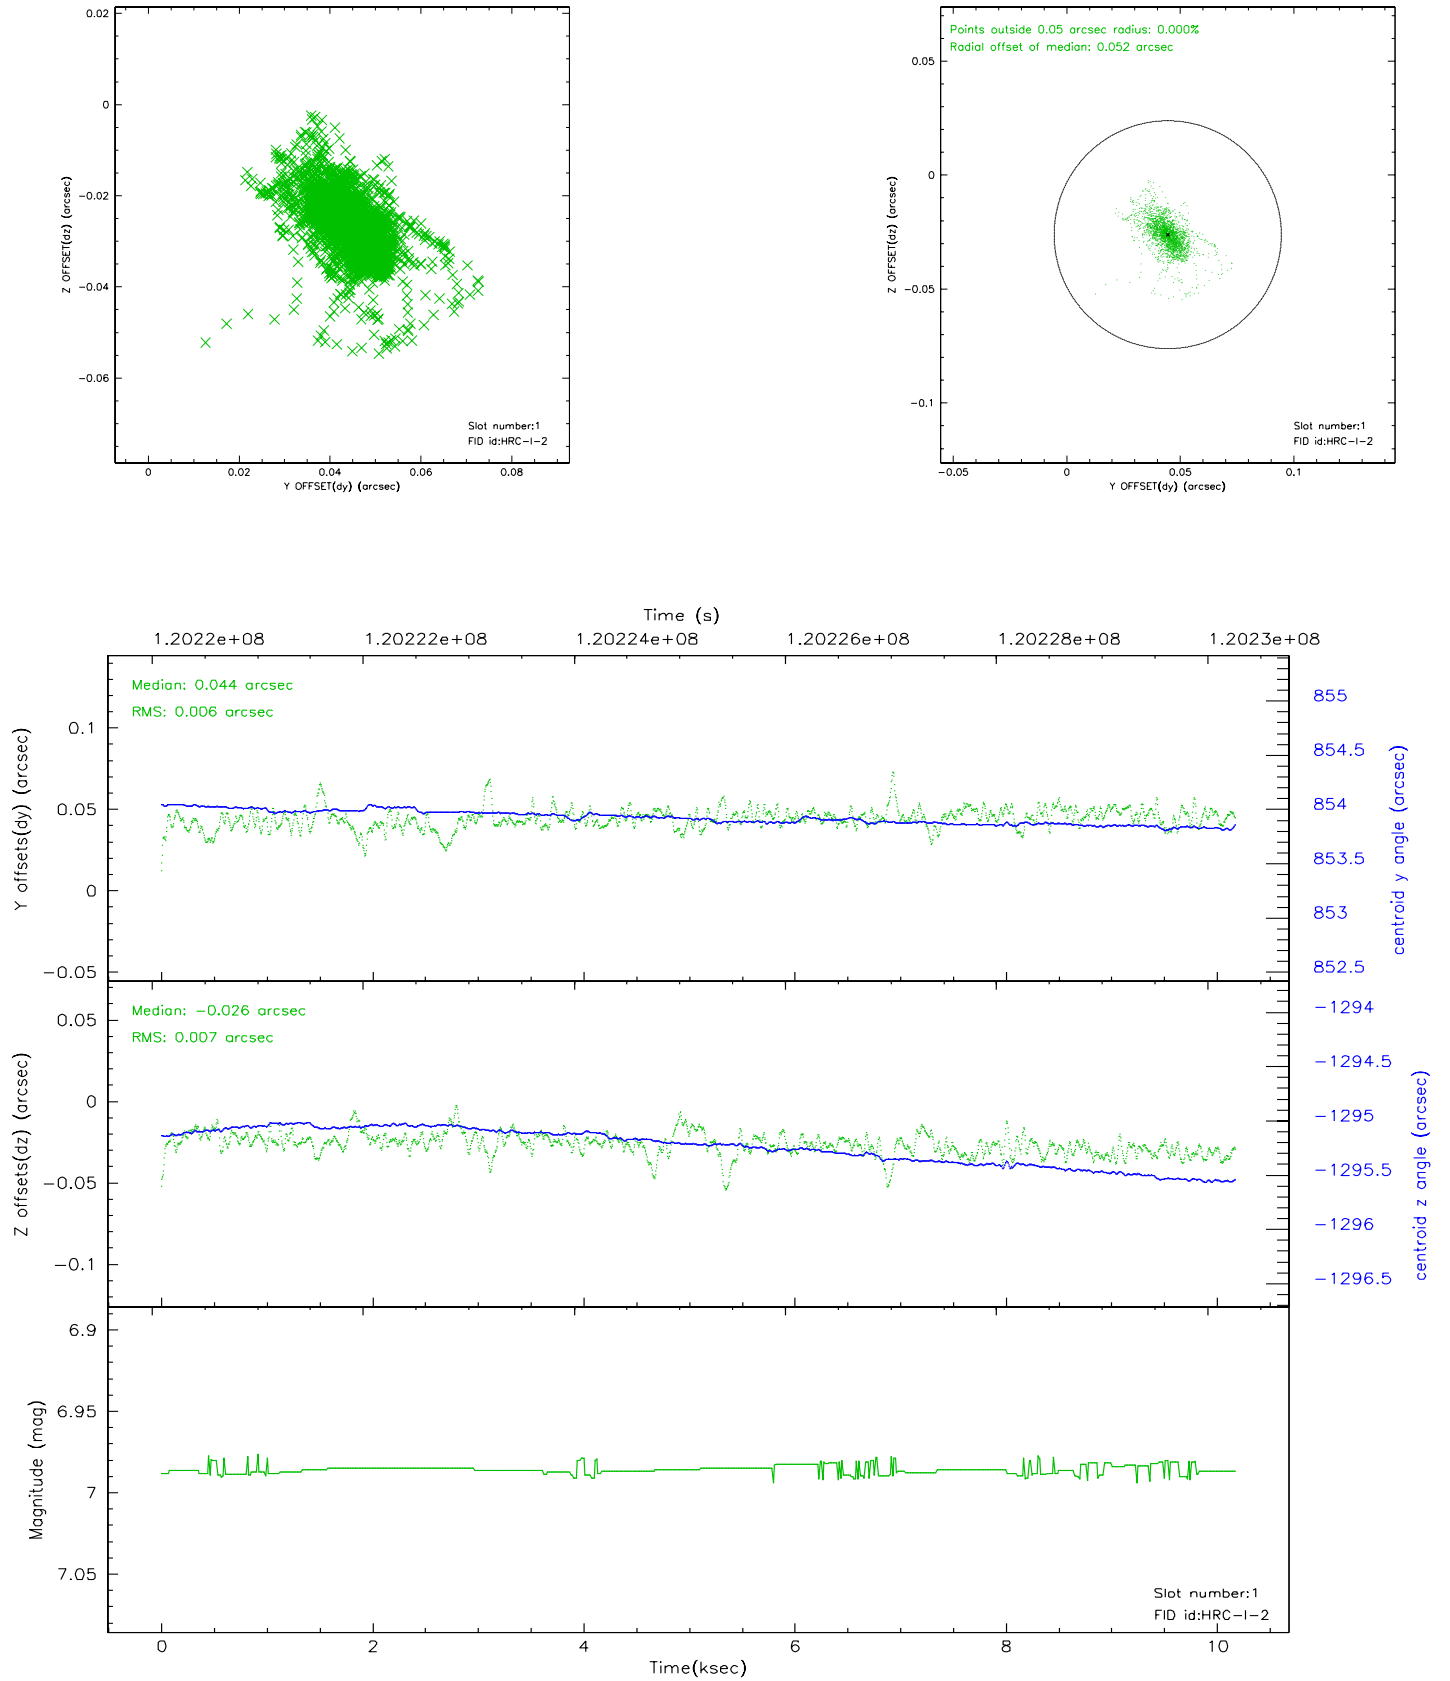 0.02
0
−0.02
−0.04
−0.06
Z OFFSET(dz) (arcsec)
Slot number:1
FID id:HRC−I−2
0
0.02
0.04
0.06
0.08
Y OFFSET(dy) (arcsec)
Points outside 0.05 arcsec radius: 0.000%
Radial offset of median: 0.052 arcsec
0.05
0
−0.05
−0.1
Z OFFSET(dz) (arcsec)
Slot number:1
FID id:HRC−I−2
−0.05
0
0.05
0.1
Y OFFSET(dy) (arcsec)
Time (s)
1.2022e+08
1.20222e+08
1.20224e+08
1.20226e+08
1.20228e+08
1.2023e+08
Median: 0.044 arcsec
RMS: 0.006 arcsec
0.1
0.05
0
−0.05
Y offsets(dy) (arcsec)
855
854.5
854
853.5
853
852.5
centroid y angle (arcsec)
Median: −0.026 arcsec
RMS: 0.007 arcsec
0.05
0
−0.05
−0.1
Z offsets(dz) (arcsec)
−1294
−1294.5
−1295
−1295.5
−1296
−1296.5
centroid z angle (arcsec)
6.9
6.95
7
7.05
Magnitude (mag)
Slot number:1
FID id:HRC−I−2
0
2
4
6
8
10
Time(ksec)